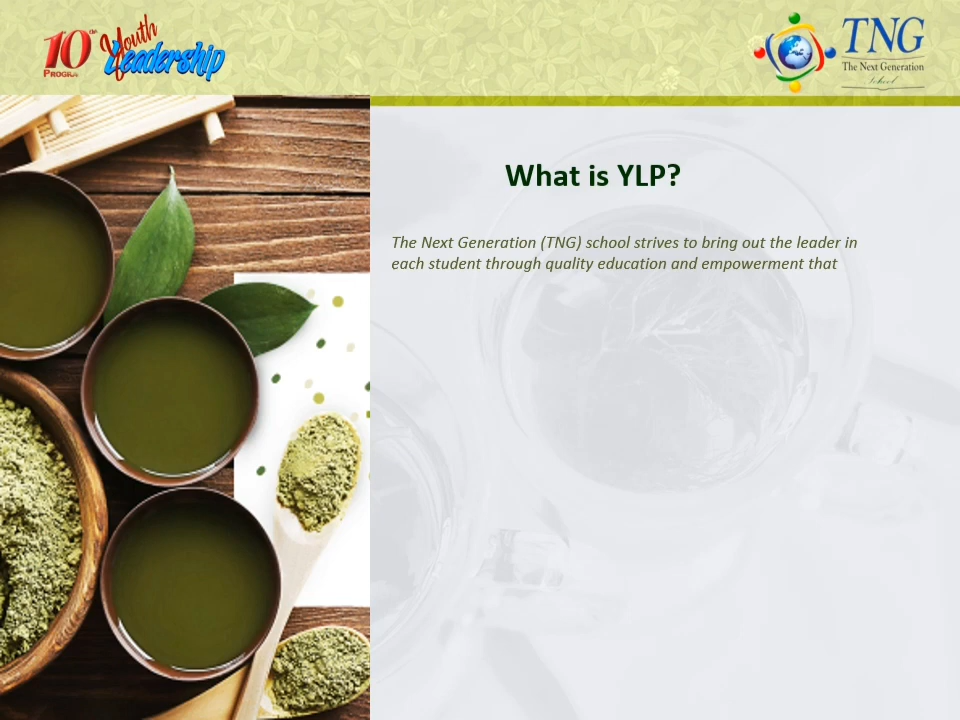 10th Youth
Leadership
PROGRAM
TNG
The Next Generation
School
What is YLP?
The Next Generation (TNG) school strives to bring out the leader in
each student through quality education and empowerment that